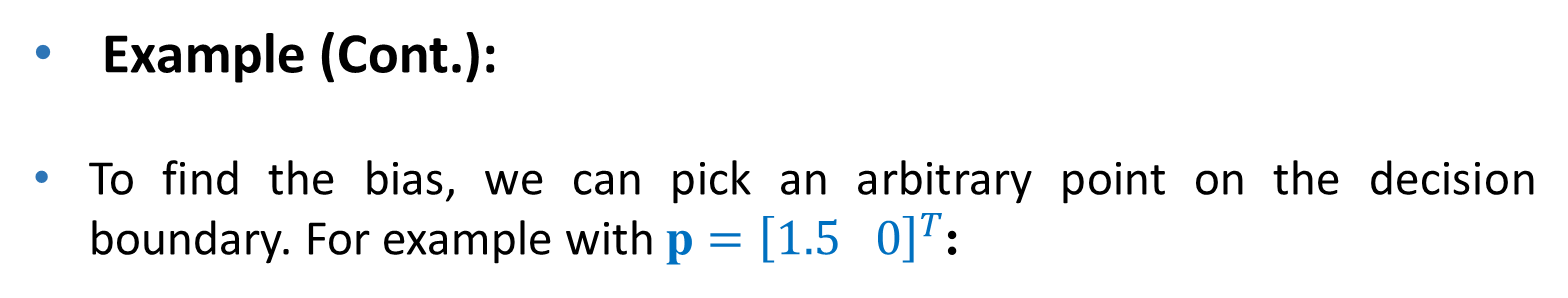 • Example (Cont.):
• To find the bias, we can pick an arbitrary point on the decision
boundary. For example with 𝐩 = [1.5 0]ᵀ: